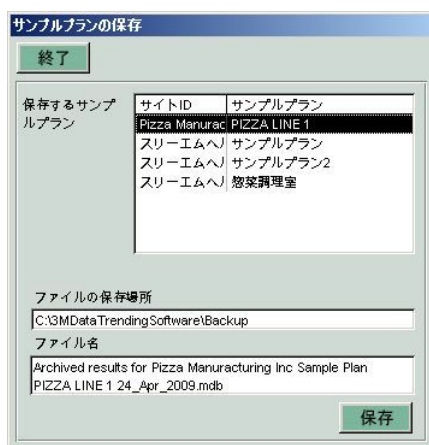 サンプルプランの保存
終了
保存するサンプ
ルプラン
サイトID サンプルプラン
Pizza Manurac PIZZA LINE 1
スリーエムヘル サンプルプラン
スリーエムヘル サンプルプラン2
スリーエムヘル 惣菜調理室
ファイルの保存場所
C:\3MDataTrendingSoftware\Backup
ファイル名
Archived results for Pizza Manuracturing Inc Sample Plan
PIZZA LINE 1 24_Apr_2009.mdb
保存